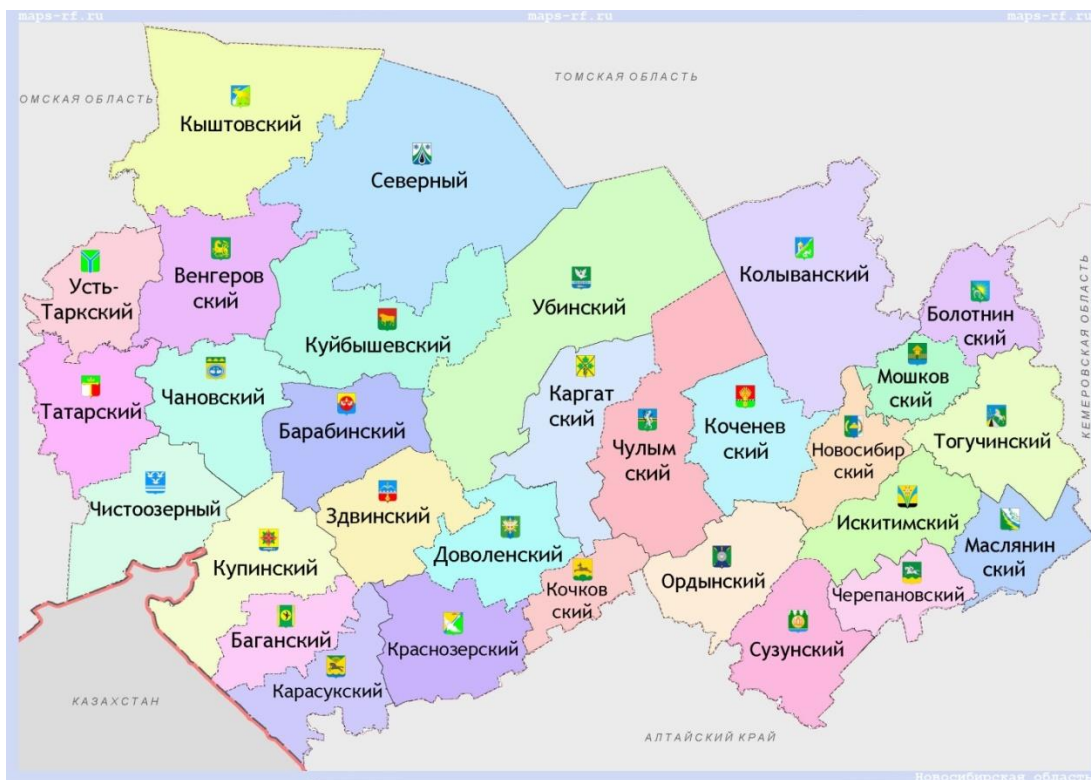 maps-rf.ru
maps-rf.ru
maps-rf.ru
ТОМСКАЯ ОБЛАСТЬ
ОМСКАЯ ОБЛАСТЬ
Кыштовский
Северный
Усть-
Таркский
Венгеров
ский
Куйбышевский
Убинский
Колыванский
Болотнин
ский
КЕМЕРОВСКАЯ ОБЛАСТЬ
Татарский
Чановский
Барабинский
Каргат
ский
Чулым
ский
Коченев
ский
Мошков
ский
Новосибир
ский
Тогучинский
Чистоозерный
Здвинский
Искитимский
Маслянин
ский
Купинский
Доволенский
Кочков
ский
Ордынский
Черепановский
Баганский
Краснозерский
Сузунский
Карасукский
КАЗАХСТАН
АЛТАЙСКИЙ КРАЙ
Новосибирская область